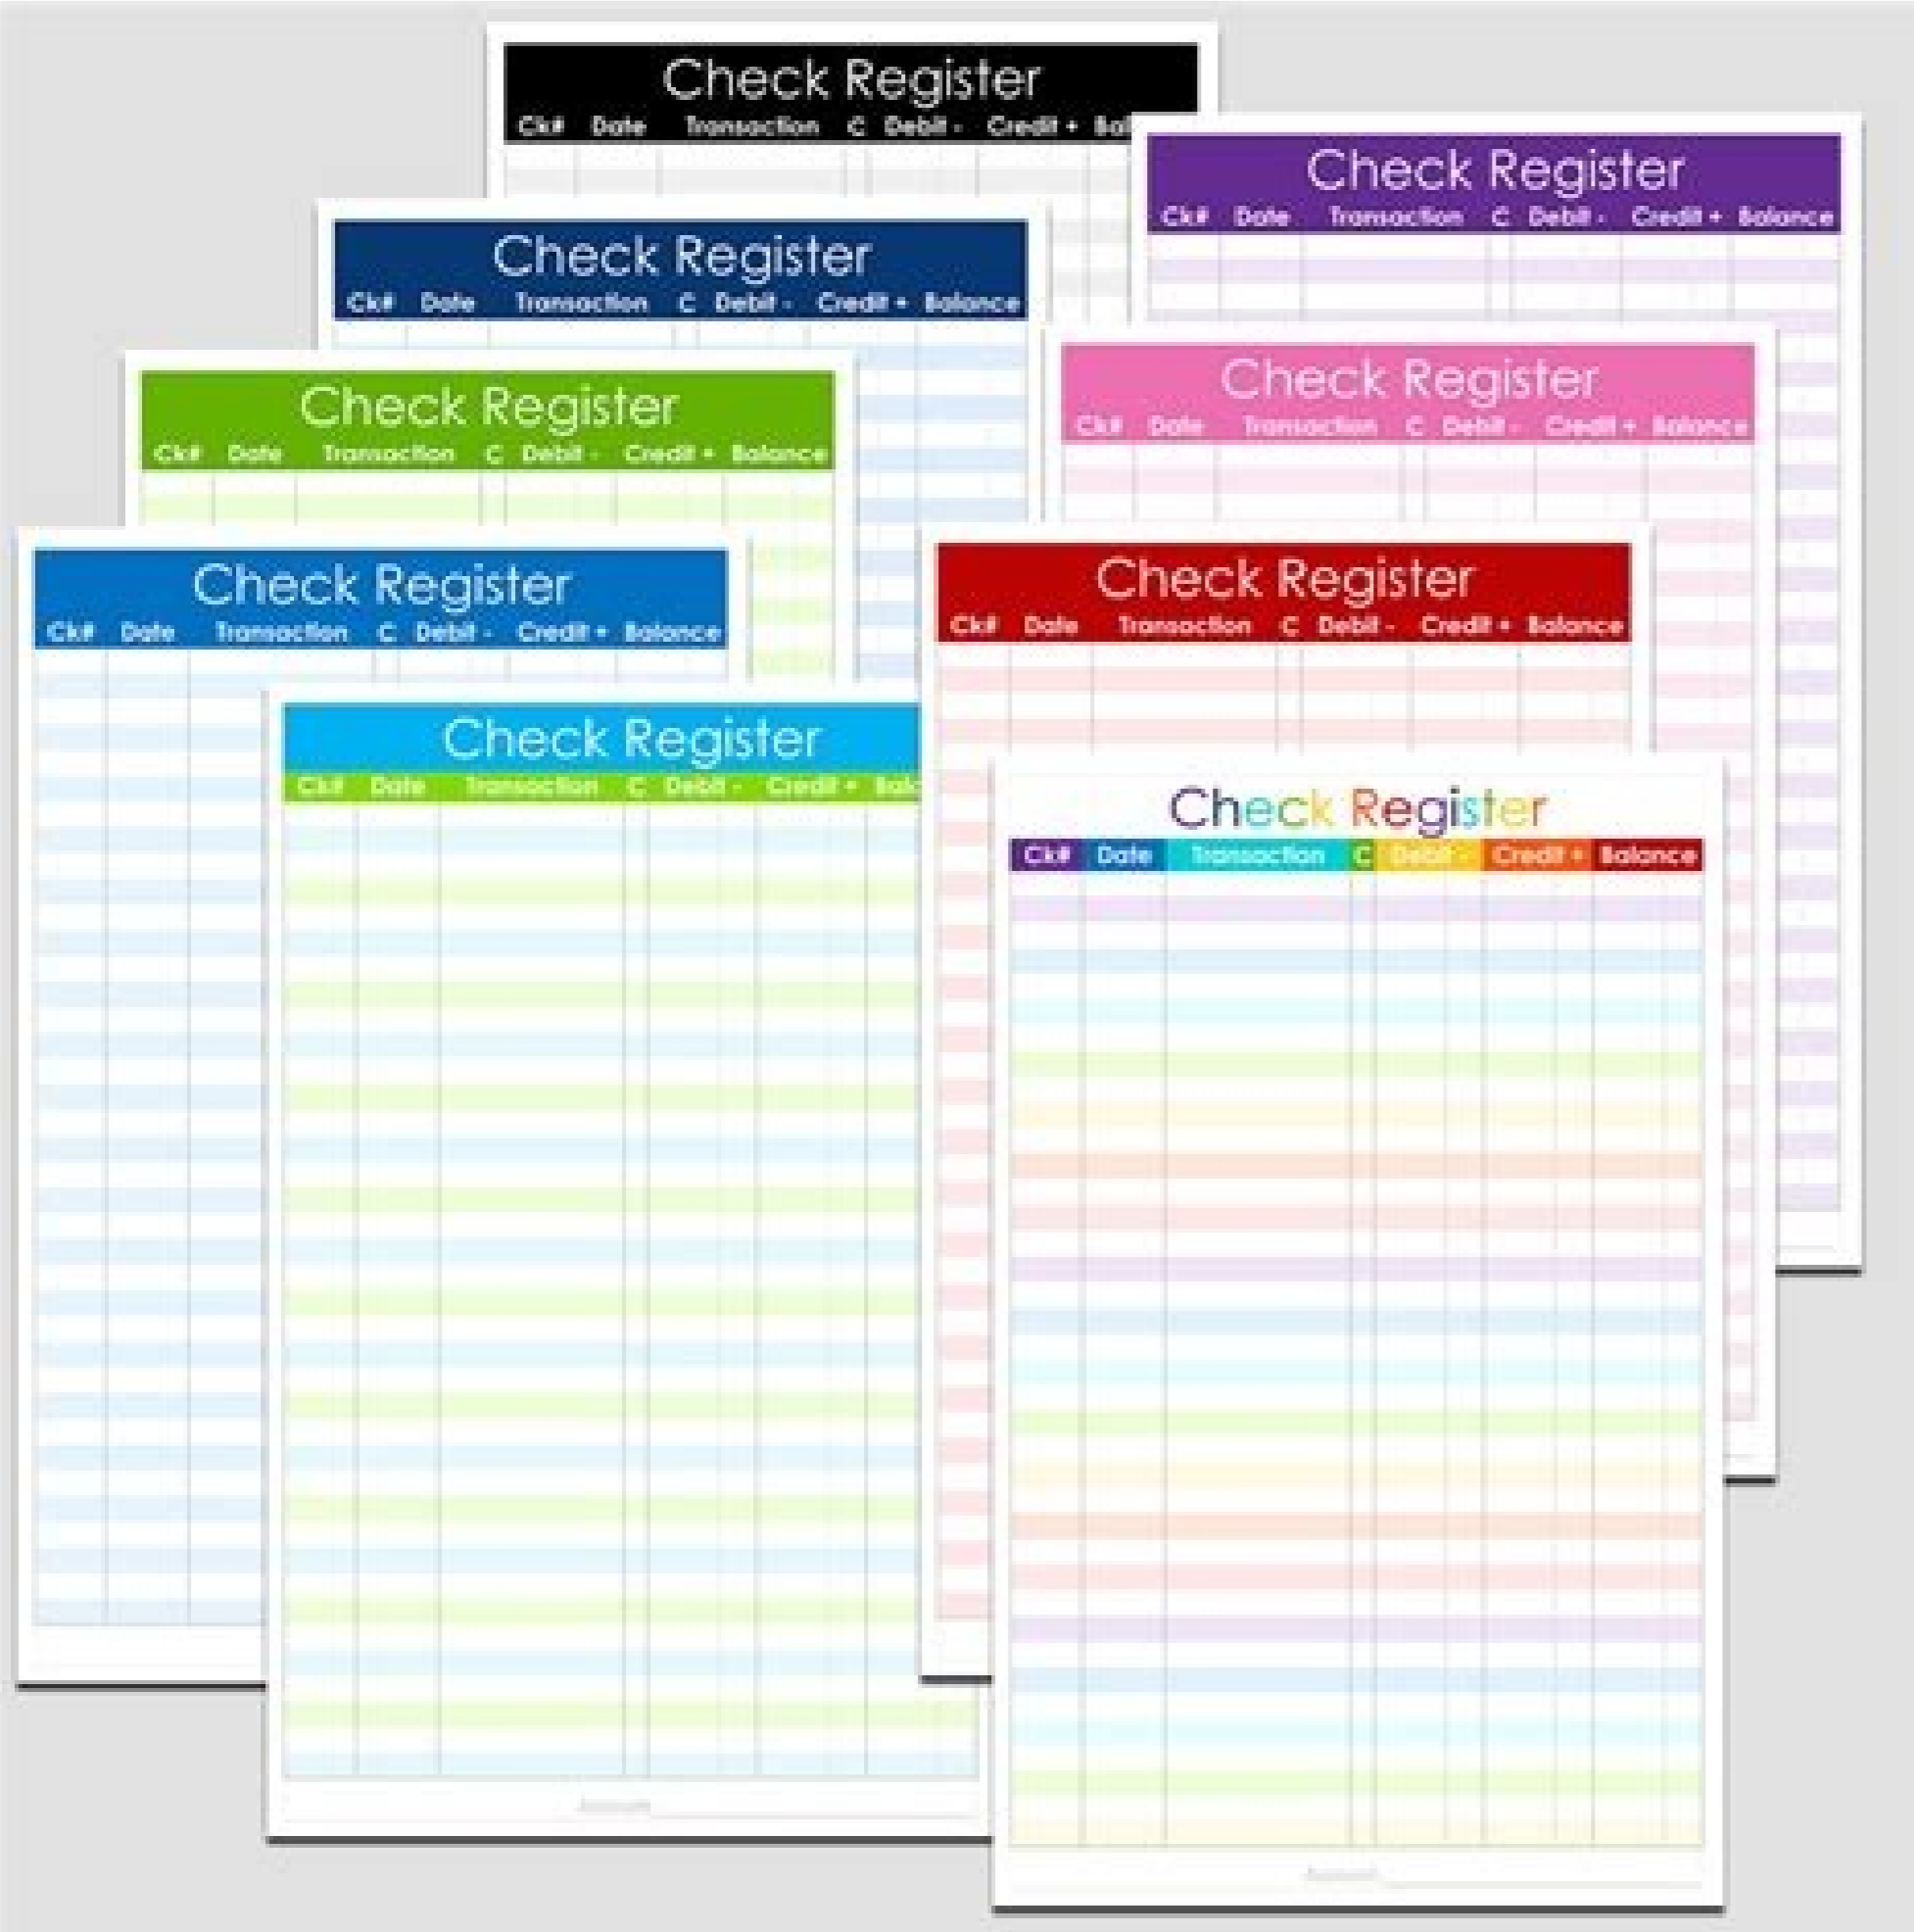 Check Register
Ck# Date Transaction C Debit - Credit + Bal
Check Register
Ck# Date Transaction C Debit - Credit + Balance
Check Register
Ck# Date Transaction C Debit - Credit + Balance
Check Register
Ck# Date Transaction C Debit - Credit + Balance
Check Register
Ck# Date Transaction C Debit - Credit + Balance
Check Register
Ck# Date Transaction C Debit - Credit + Balance
Check Register
Ck# Date Transaction C Debit - Credit + Balance
Check Register
Ck# Date Transaction C Debit - Credit + Bala
Check Register
Ck# Date Transaction C Debit - Credit + Balance